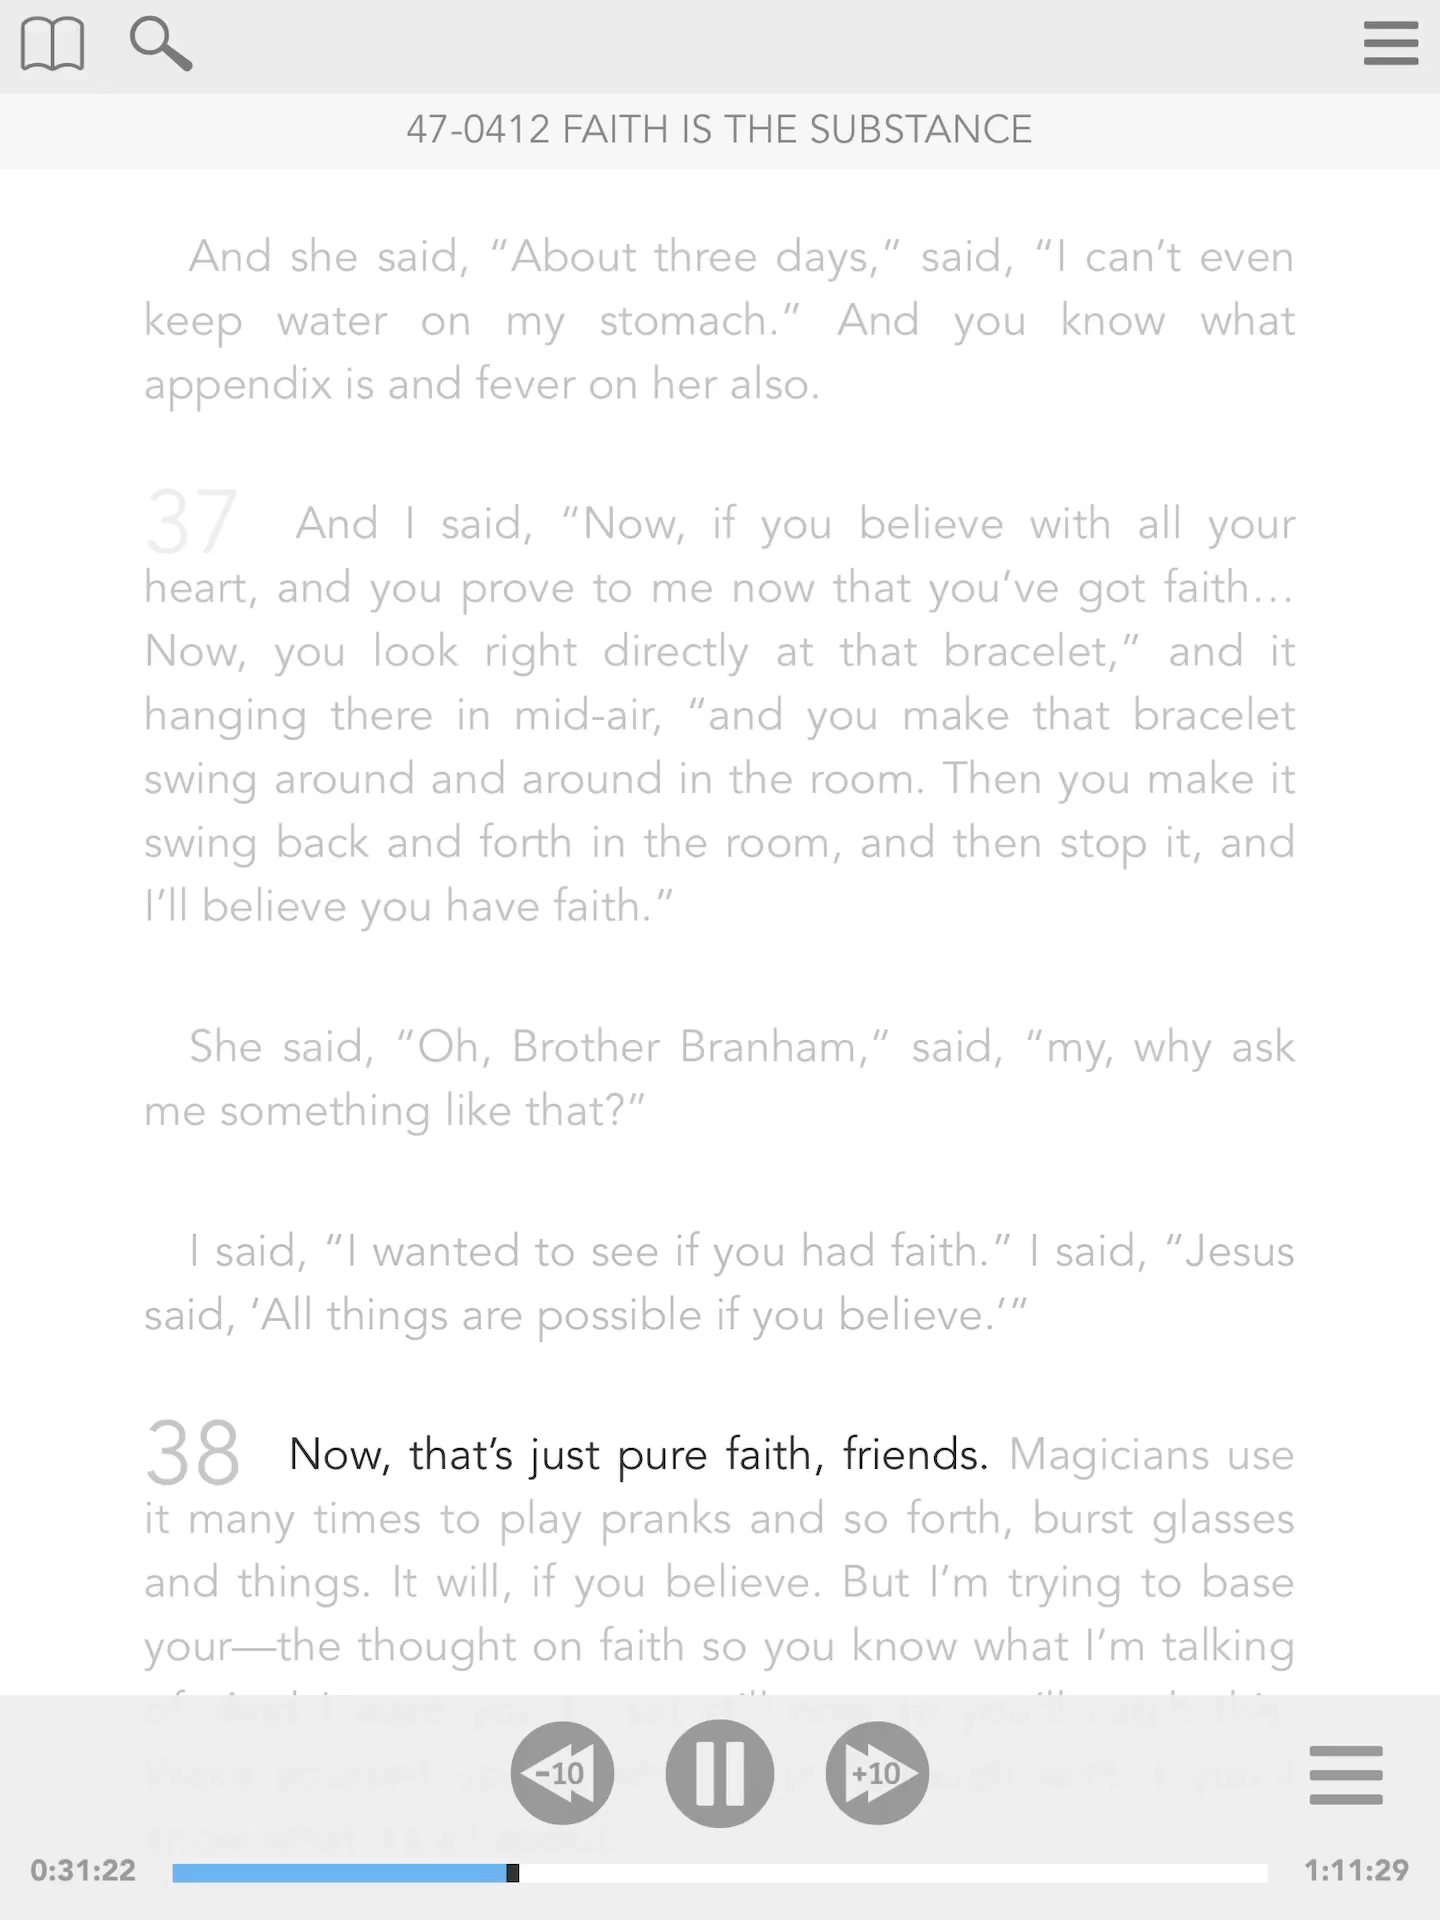 47-0412 FAITH IS THE SUBSTANCE
And she said, “About three days,” said, “I can’t even
keep water on my stomach.” And you know what
appendix is and fever on her also.
37 And I said, “Now, if you believe with all your
heart, and you prove to me now that you’ve got faith…
Now, you look right directly at that bracelet,” and it
hanging there in mid-air, “and you make that bracelet
swing around and around in the room. Then you make it
swing back and forth in the room, and then stop it, and
I’ll believe you have faith.”
She said, “Oh, Brother Branham,” said, “my, why ask
me something like that?”
I said, “I wanted to see if you had faith.” I said, “Jesus
said, ‘All things are possible if you believe.’”
38 Now, that’s just pure faith, friends. Magicians use
it many times to play pranks and so forth, burst glasses
and things. It will, if you believe. But I’m trying to base
your—the thought on faith so you know what I’m talking
-10 +10
0:31:22 1:11:29